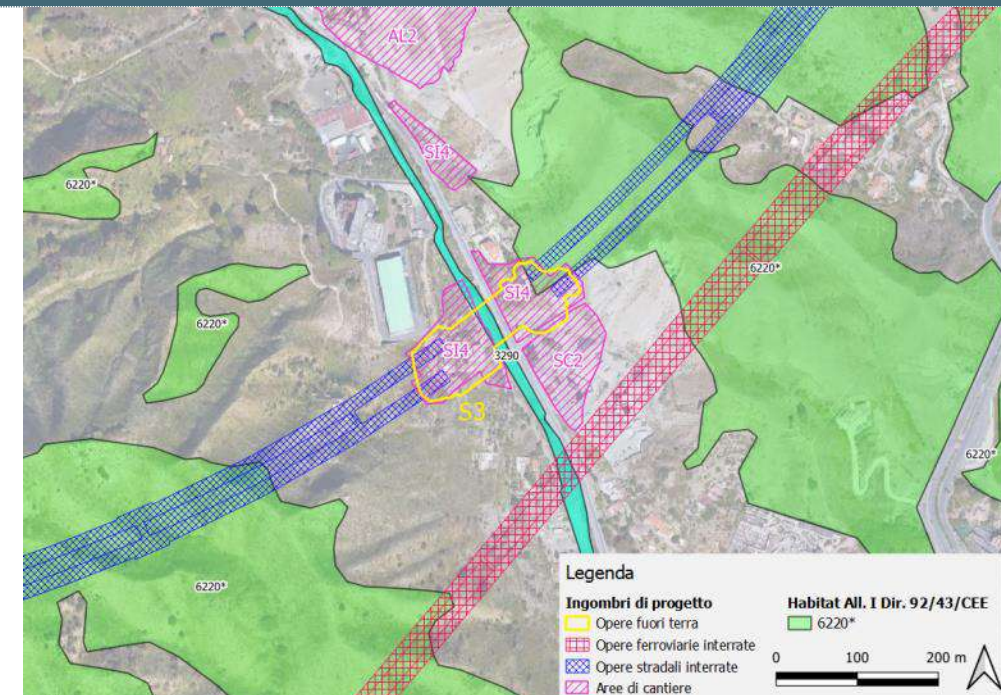 AL2
SI4
6220*
6220*
6220*
SI4
SI4
3290
SC2
S3
6220*
6220*
Legenda
Ingombri di progetto
Opere fuori terra
Opere ferroviarie interrate
Opere stradali interrate
Aree di cantiere
Habitat All. I Dir. 92/43/CEE
6220*
0 100 200 m